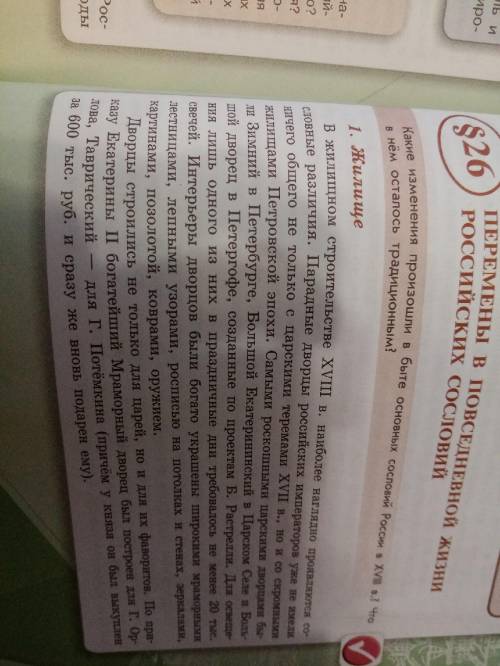 §26
ПЕРЕМЕНЫ В ПОВСЕДНЕВНОЙ ЖИЗНИ
РОССИЙСКИХ СОСЛОВИЙ
Какие изменения произошли в быте основных сословий России в XVIII в.? Что
в нём осталось традиционным?
1. Жилище
В жилищном строительстве XVIII в. наиболее наглядно проявляются со-
словные различия. Парадные дворцы российских императоров уже не имели
ничего общего не только с царскими теремами XVII в., но и со скромными
жилищами Петровской эпохи. Самыми роскошными царскими дворцами бы-
ли Зимний в Петербурге, Большой Екатерининский в Царском Селе и Боль-
шой дворец в Петергофе, созданные по проектам Б. Растрелли. Для освеще-
ния лишь одного из них в праздничные дни требовалось не менее 20 тыс.
свечей. Интерьеры дворцов были богато украшены широкими мраморными
лестницами, лепными узорами, росписью на потолках и стенах, зеркалами,
картинами, позолотой, коврами, оружием.
Дворцы строились не только для царей, но и для их фаворитов. По при-
казу Екатерины II богатейший Мраморный дворец был построен для Г. Ор-
лова, Таврический — для Г. Потёмкина (причём у князя он был выкуплен
за 600 тыс. руб. и сразу же вновь подарен ему).